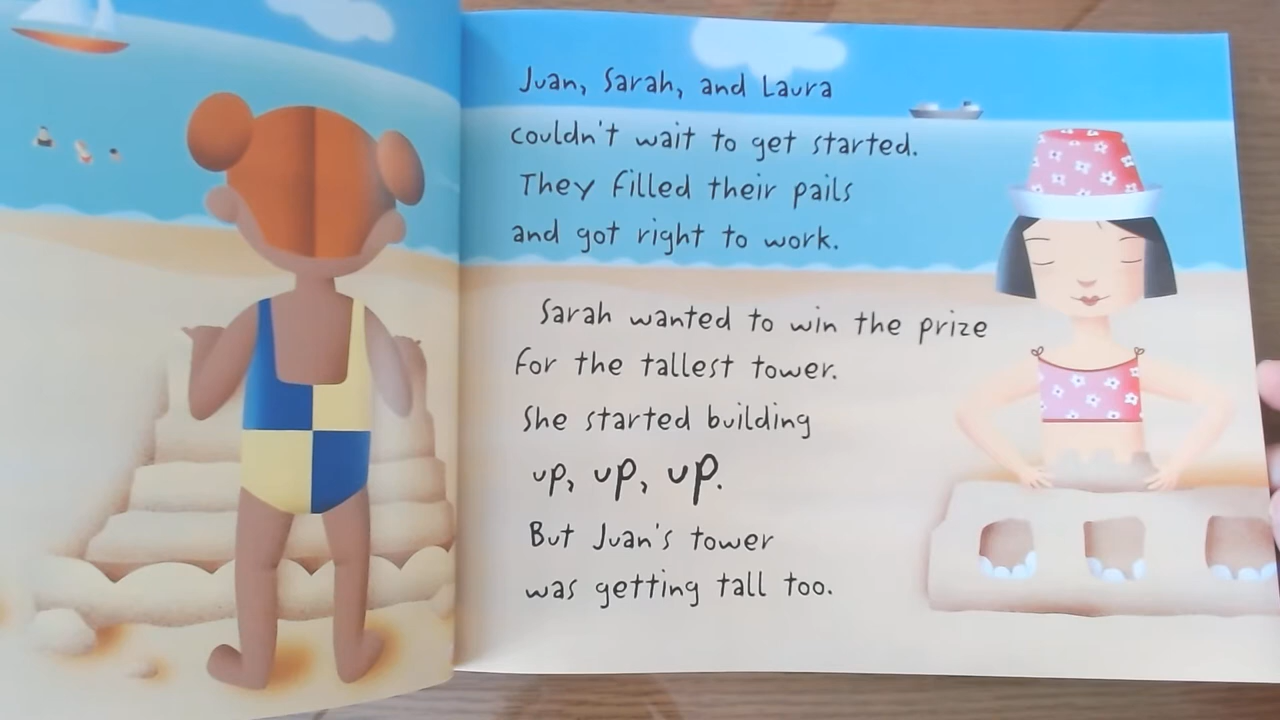 Juan, Sarah, and Laura
couldn't wait to get started.
They filled their pails
and got right to work.
Sarah wanted to win the prize
for the tallest tower.
She started building
up, up, up.
But Juan's tower
was getting tall too.